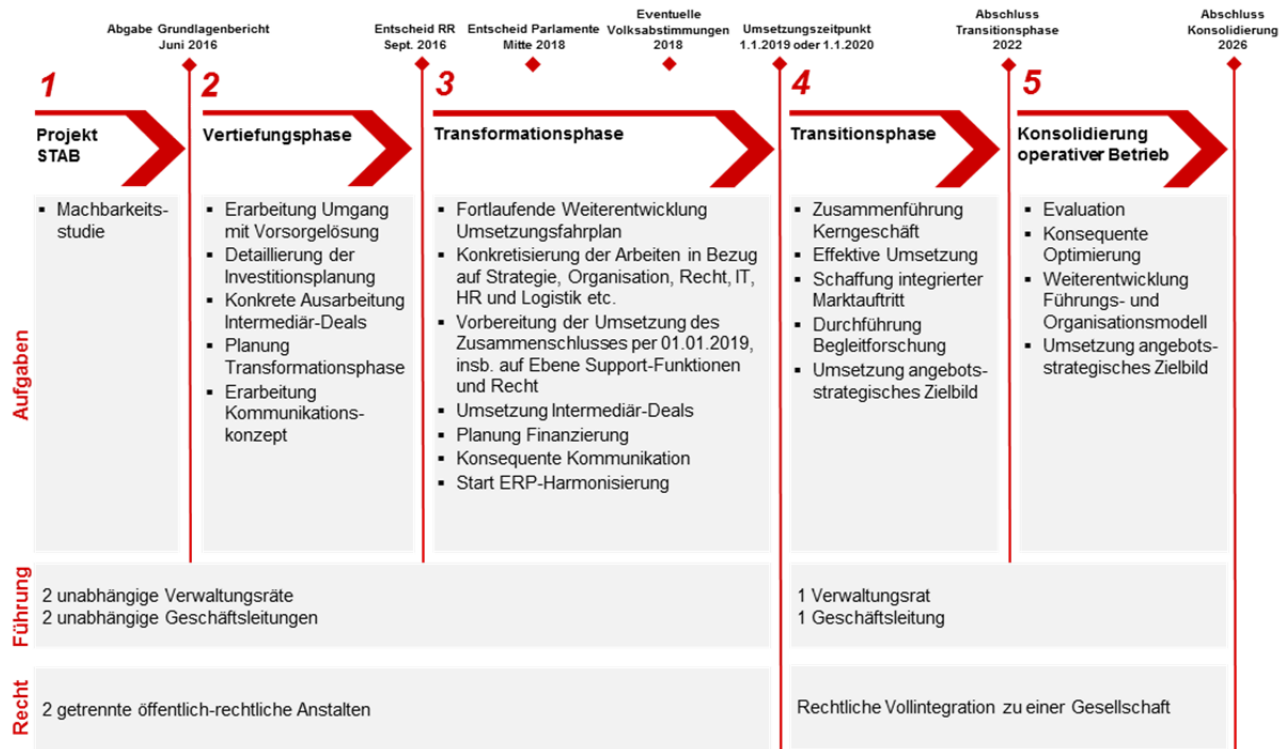 Abgabe Grundlagenbericht
Juni 2016
Entscheid RR
Sept. 2016
Entscheid Parlamente
Mitte 2018
Eventuelle
Volksabstimmungen
2018
Umsetzungszeitpunkt
1.1.2019 oder 1.1.2020
Abschluss
Transitionsphase
2022
Abschluss
Konsolidierung
2026
1
Projekt
STAB
2
Vertiefungsphase
3
Transformationsphase
4
Transitionsphase
5
Konsolidierung
operativer Betrieb
Aufgaben
▪ Machbarkeits-
studie
▪ Erarbeitung Umgang
mit Vorsorgelösung
▪ Detaillierung der
Investitionsplanung
▪ Konkrete Ausarbeitung
Intermediär-Deals
▪ Planung
Transformationsphase
▪ Erarbeitung
Kommunikations-
konzept
▪ Fortlaufende Weiterentwicklung
Umsetzungsfahrplan
▪ Konkretisierung der Arbeiten in Bezug
auf Strategie, Organisation, Recht, IT,
HR und Logistik etc.
▪ Vorbereitung der Umsetzung des
Zusammenschlusses per 01.01.2019,
insb. auf Ebene Support-Funktionen
und Recht
▪ Umsetzung Intermediär-Deals
▪ Planung Finanzierung
▪ Konsequente Kommunikation
▪ Start ERP-Harmonisierung
▪ Zusammenführung
Kerngeschäft
▪ Effektive Umsetzung
▪ Schaffung integrierter
Marktauftritt
▪ Durchführung
Begleitforschung
▪ Umsetzung angebots-
strategisches Zielbild
▪ Evaluation
▪ Konsequente
Optimierung
▪ Weiterentwicklung
Führungs- und
Organisationsmodell
▪ Umsetzung angebots-
strategisches Zielbild
Führung
2 unabhängige Verwaltungsräte
2 unabhängige Geschäftsleitungen
1 Verwaltungsrat
1 Geschäftsleitung
Recht
2 getrennte öffentlich-rechtliche Anstalten
Rechtliche Vollintegration zu einer Gesellschaft